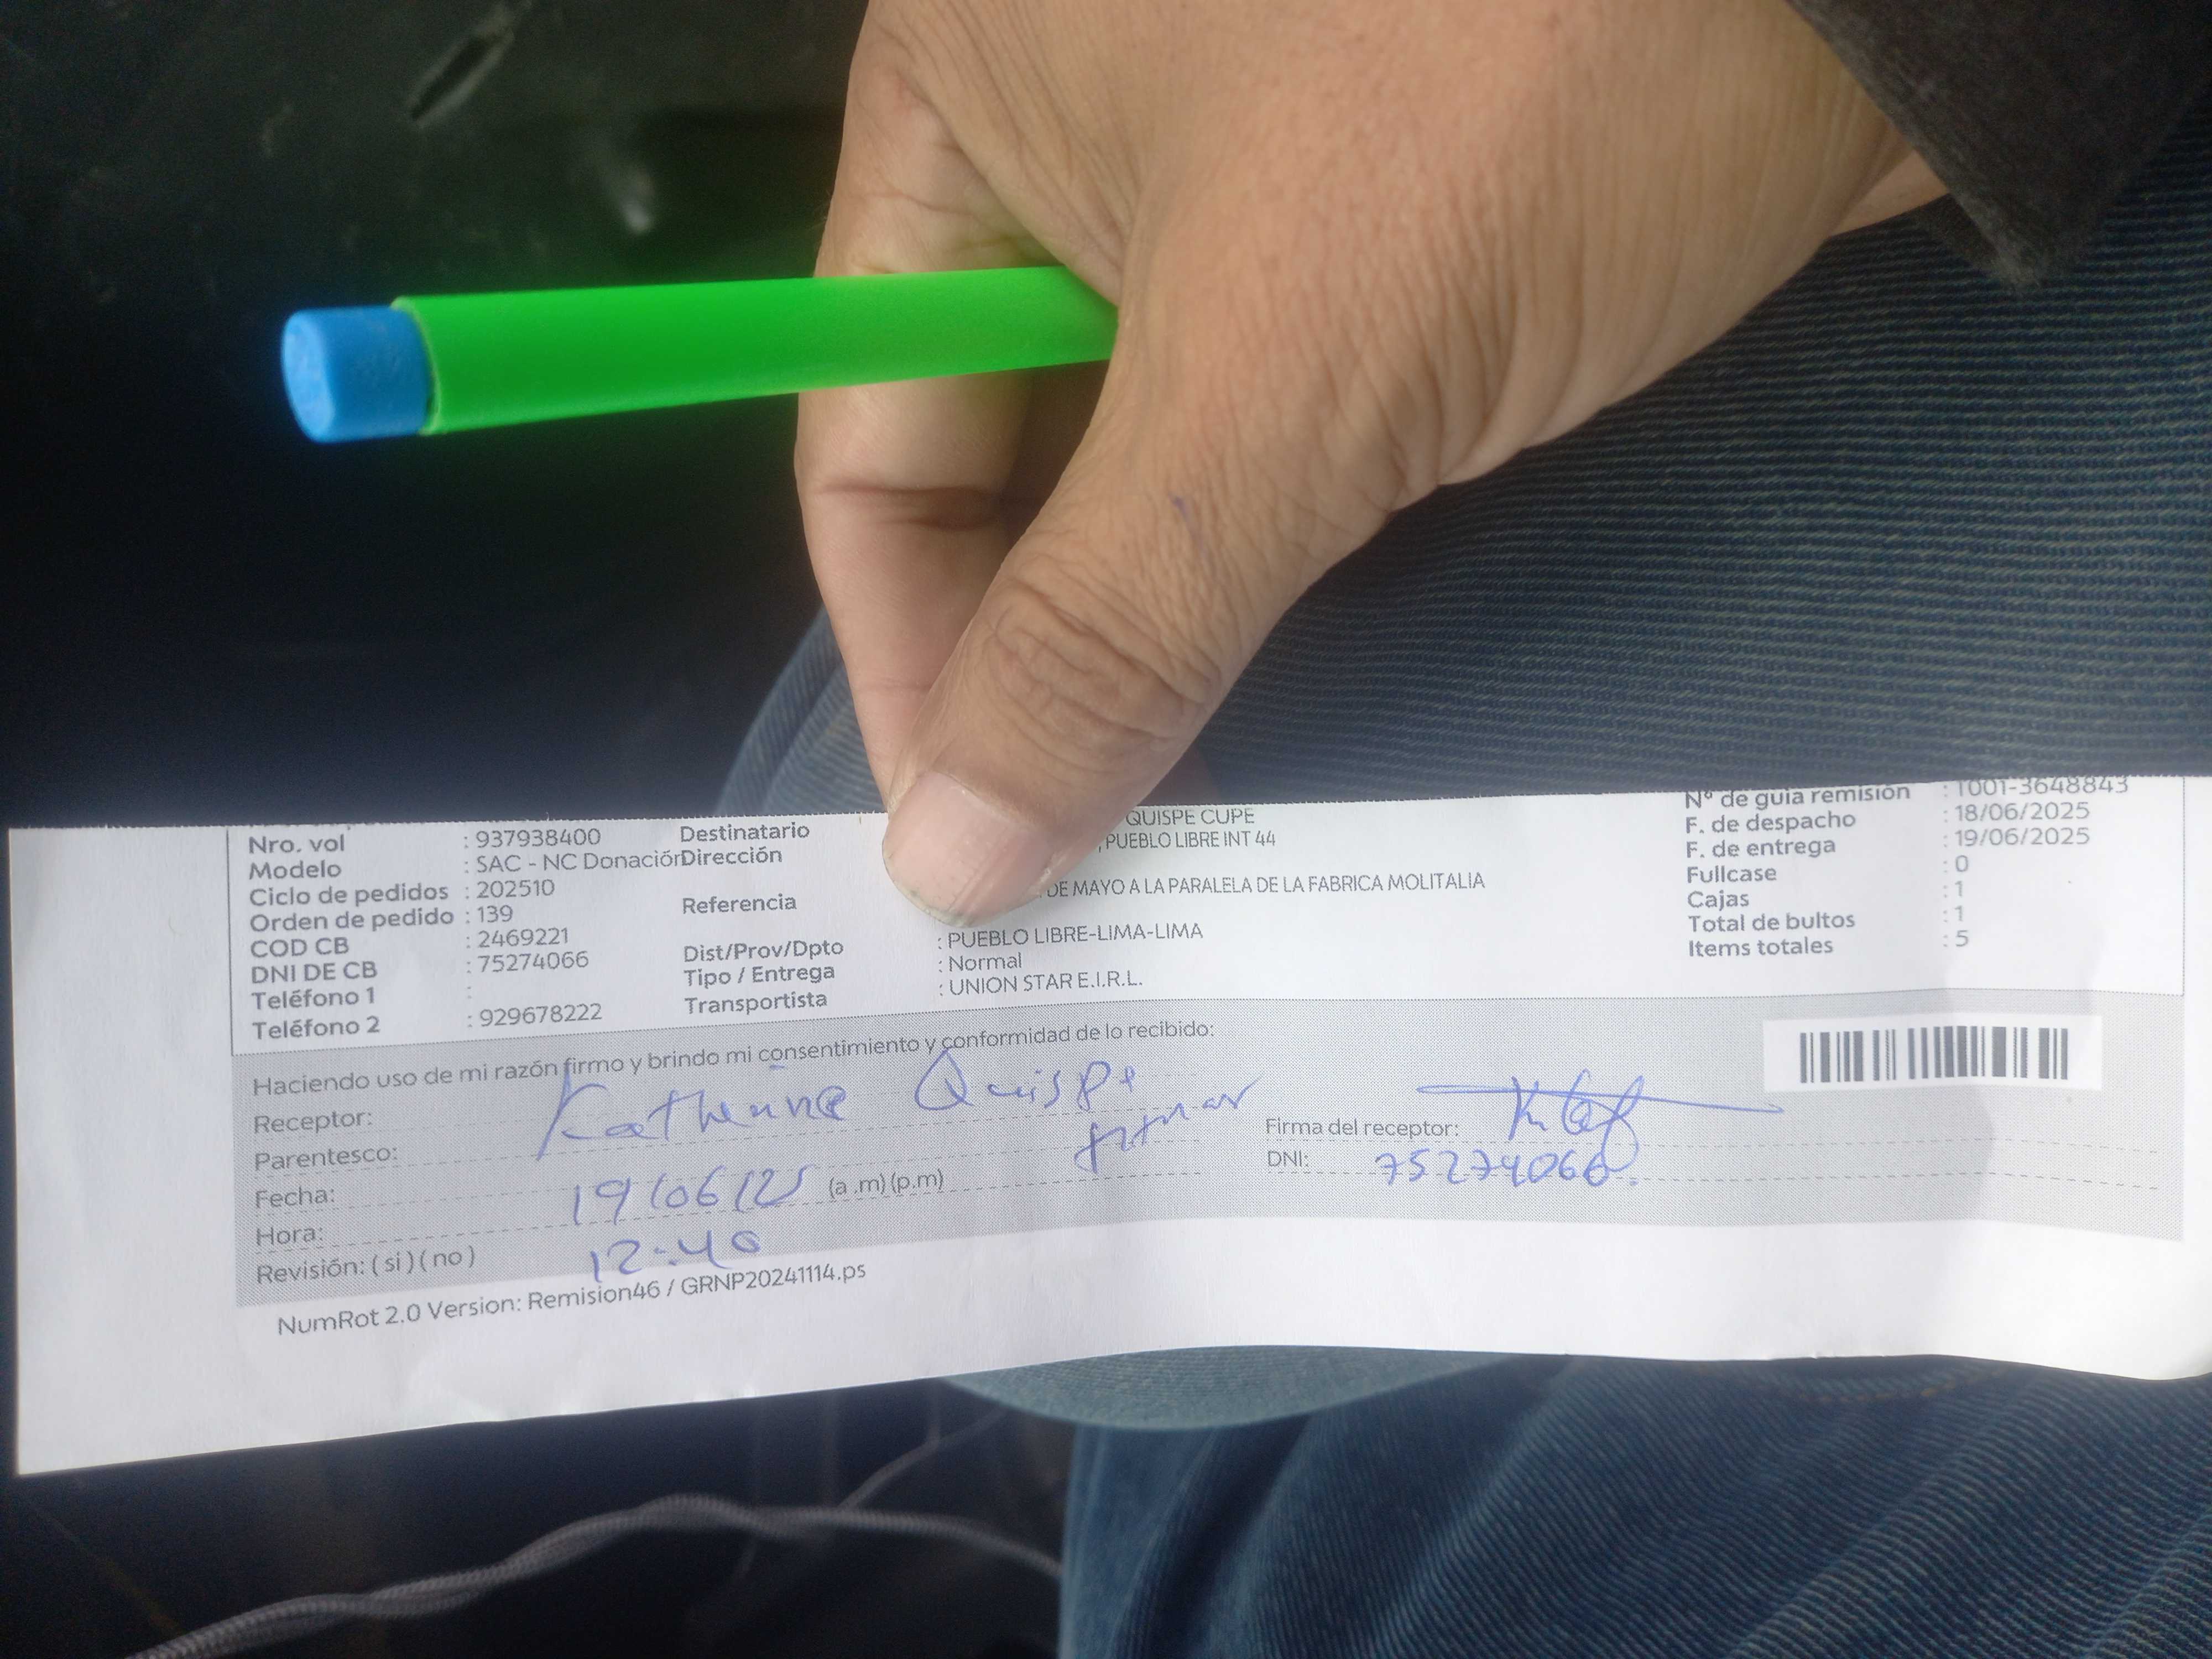 Nro. vol : 937938400
Modelo : SAC - NC Donación
Ciclo de pedidos : 202510
Orden de pedido : 139
COD CB : 2469221
DNI DE CB : 75274066
Teléfono 1 :
Teléfono 2 : 929678222
Destinatario QUISPE CUPE
Dirección PUEBLO LIBRE INT 44
Referencia DE MAYO A LA PARALELA DE LA FABRICA MOLITALIA
Dist/Prov/Dpto : PUEBLO LIBRE-LIMA-LIMA
Tipo / Entrega : Normal
Transportista : UNION STAR E.I.R.L.
Nº de guia remisión : T001-3648843
F. de despacho : 18/06/2025
F. de entrega : 19/06/2025
Fullcase : 0
Cajas : 1
Total de bultos : 1
Items totales : 5
Haciendo uso de mi razón firmo y brindo mi consentimiento y conformidad de lo recibido:
Receptor: Katherine Quispe
Parentesco:
Fecha: 19/06/25 (a .m) (p.m)
Hora: 12:40
Revisión: ( si ) ( no )
Firma del receptor:
DNI: 75274066.
NumRot 2.0 Version: Remision46 / GRNP20241114.ps